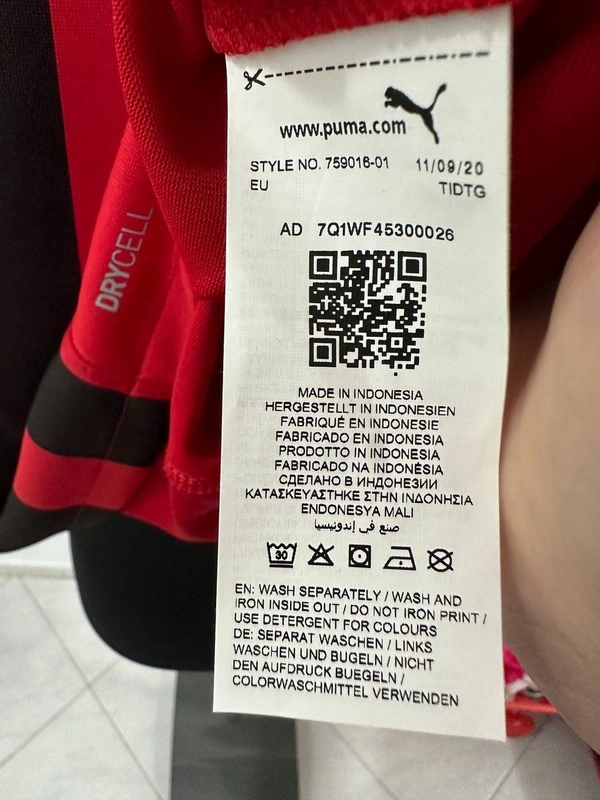 www.puma.com
STYLE NO. 759016-01 11/09/20
EU TIDTG
AD 7Q1WF45300026
MADE IN INDONESIA
HERGESTELLT IN INDONESIEN
FABRIQUÉ EN INDONESIE
FABRICADO EN INDONESIA
PRODOTTO IN INDONESIA
FABRICADO NA INDONÈSIA
СДЕЛАНО В ИНДОНЕЗИИ
ΚΑΤΑΣΚΕΥΑΣΤΗΚΕ ΣΤΗΝ ΙΝΔΟΝΗΣΙΑ
ENDONESYA MALI
صنع في إندونيسيا
30
EN: WASH SEPARATELY / WASH AND
IRON INSIDE OUT / DO NOT IRON PRINT /
USE DETERGENT FOR COLOURS
DE: SEPARAT WASCHEN / LINKS
WASCHEN UND BUGELN / NICHT
DEN AUFDRUCK BUEGELN /
COLORWASCHMITTEL VERWENDEN
DRYCELL